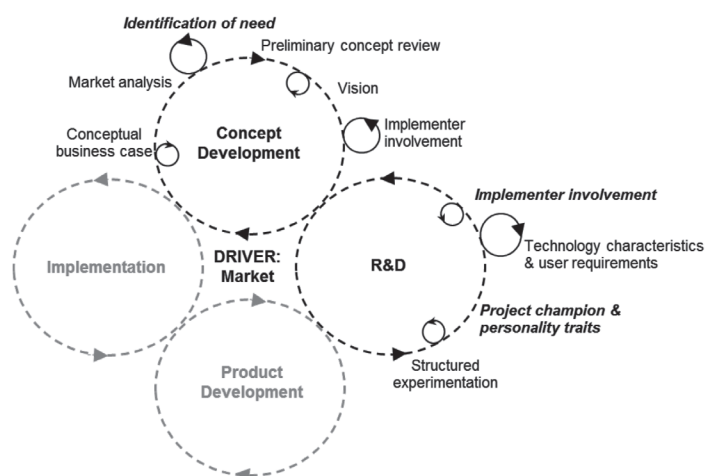 Identification of need
Preliminary concept review
Market analysis
Vision
Conceptual
business case
Concept
Development
Implementer
involvement
Implementer involvement
Implementation
DRIVER:
Market
R&D
Technology characteristics
& user requirements
Project champion &
personality traits
Structured
experimentation
Product
Development